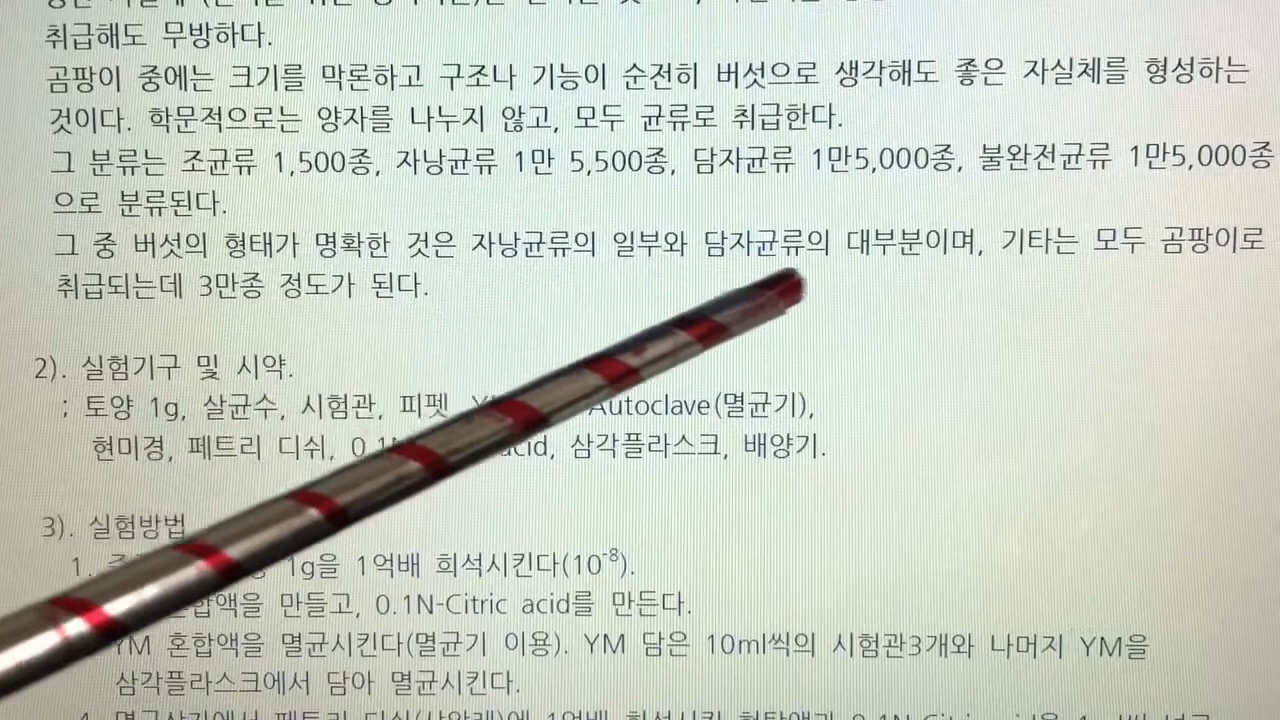 취급해도 무방하다.
곰팡이 중에는 크기를 막론하고 구조나 기능이 순전히 버섯으로 생각해도 좋은 자실체를 형성하는
것이다. 학문적으로는 양자를 나누지 않고, 모두 균류로 취급한다.
그 분류는 조균류 1,500종, 자낭균류 1만 5,500종, 담자균류 1만5,000종, 불완전균류 1만5,000종
으로 분류된다.
그 중 버섯의 형태가 명확한 것은 자낭균류의 일부와 담자균류의 대부분이며, 기타는 모두 곰팡이로
취급되는데 3만종 정도가 된다.
2). 실험기구 및 시약.
; 토양 1g, 살균수, 시험관, 피펫 Autoclave(멸균기),
현미경, 페트리 디쉬, acid, 삼각플라스크, 배양기.
3). 실험방법
1. 1g을 1억배 희석시킨다(10⁻⁸).
만들고, 0.1N-Citric acid를 만든다.
YM 혼합액을 멸균시킨다(멸균기 이용). YM 담은 10ml씩의 시험관3개와 나머지 YM을
삼각플라스크에서 담아 멸균시킨다.